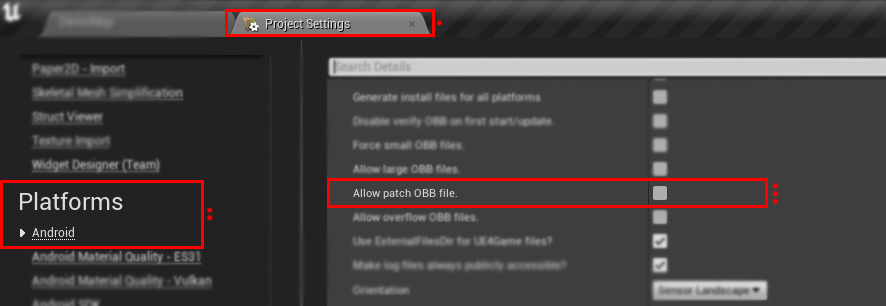 DemoMap
Project Settings
Paper2D - Import
Skeletal Mesh Simplification
Struct Viewer
Texture Import
Widget Designer (Team)
Platforms
Android
Android Material Quality - ES31
Android Material Quality - Vulkan
Android SDK
Search Details
Generate install files for all platforms
Disable verify OBB on first start/update.
Force small OBB files.
Allow large OBB files.
Allow patch OBB file.
Allow overflow OBB files.
Use ExternalFilesDir for UE4Game files?
Make log files always publicly accessible?
Orientation
Sensor Landscape